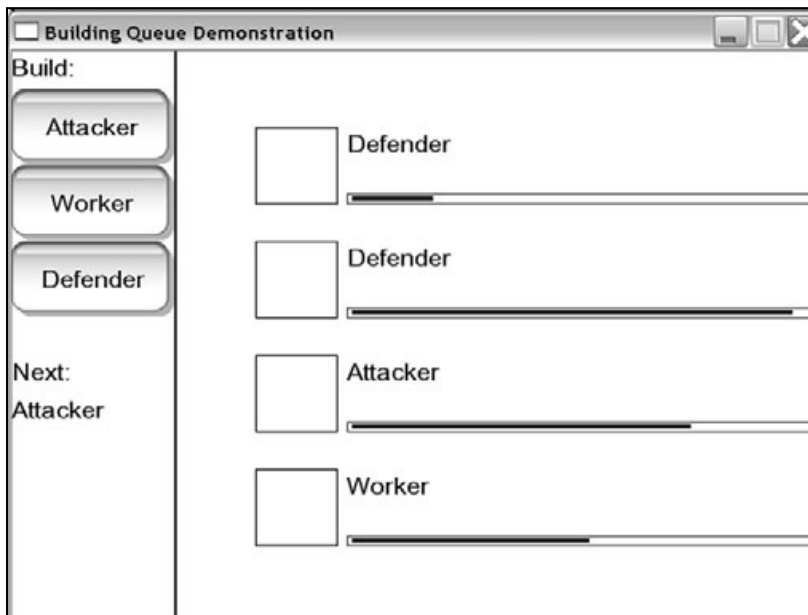 Building Queue Demonstration
Build:
Attacker
Worker
Defender
Next:
Attacker
Defender
Defender
Attacker
Worker